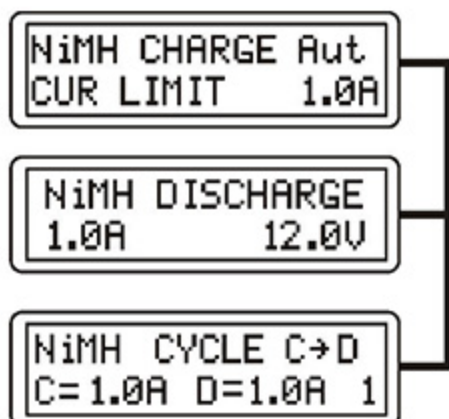 NiMH CHARGE Aut
CUR LIMIT 1.0A
NiMH DISCHARGE
1.0A 12.0V
NiMH CYCLE C→D
C=1.0A D=1.0A 1